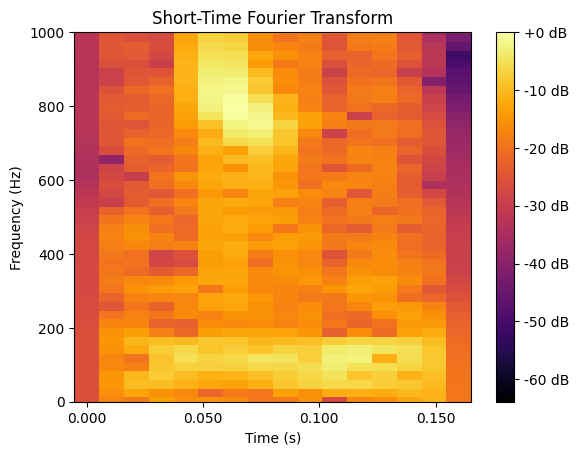 Short-Time Fourier Transform
1000
800
600
400
200
0
Frequency (Hz)
0.000
0.050
0.100
0.150
Time (s)
+0 dB
-10 dB
-20 dB
-30 dB
-40 dB
-50 dB
-60 dB